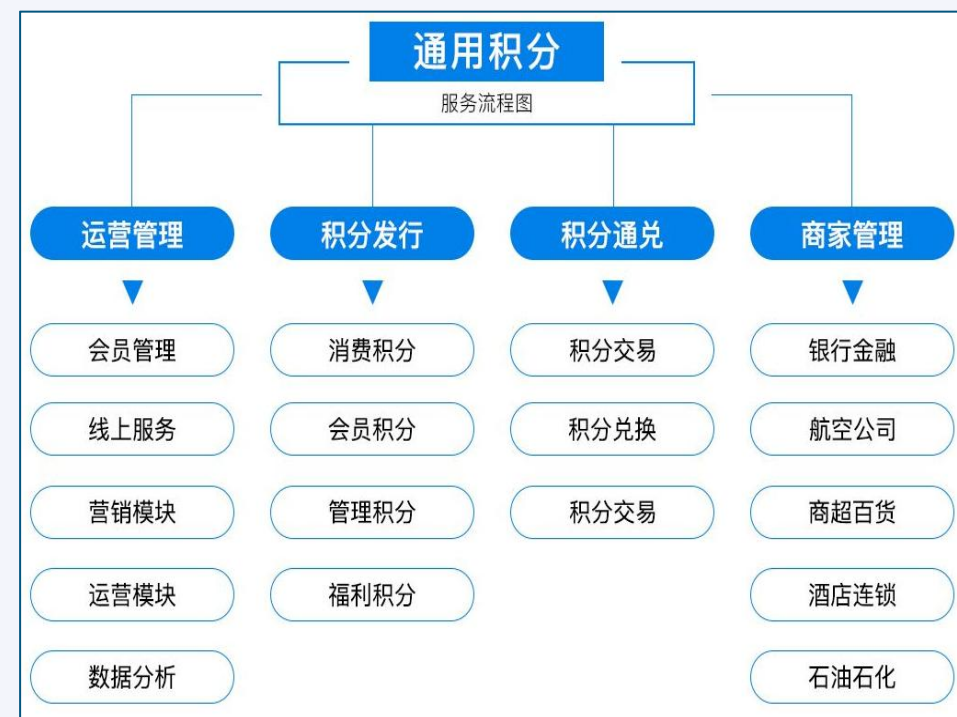 通用积分
服务流程图
运营管理
积分发行
积分通兑
商家管理
会员管理
消费积分
积分交易
银行金融
线上服务
会员积分
积分兑换
航空公司
营销模块
管理积分
积分交易
商超百货
运营模块
福利积分
酒店连锁
数据分析
石油石化